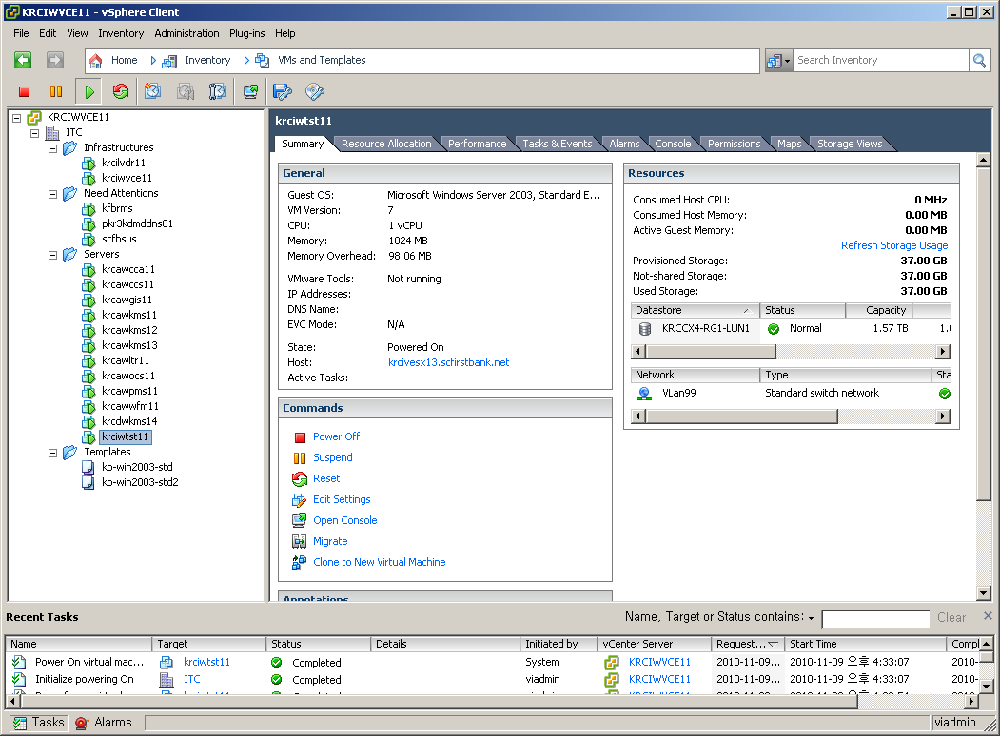 KRCIWVCE11 - vSphere Client
File Edit View Inventory Administration Plug-ins Help
Home Inventory VMs and Templates Search Inventory
KRCIWVCE11
ITC
Infrastructures
krcilvdr11
krciwvce11
Need Attentions
kfbrms
pkr3kdmddns01
scfbsus
Servers
krcawcca11
krcawccs11
krcawgis11
krcawkms11
krcawkms12
krcawkms13
krcawltr11
krcawocs11
krcawpms11
krcawwfm11
krcdwkms14
krciwtst11
Templates
ko-win2003-std
ko-win2003-std2
krciwtst11
Summary Resource Allocation Performance Tasks & Events Alarms Console Permissions Maps Storage Views
General
Guest OS: Microsoft Windows Server 2003, Standard E...
VM Version: 7
CPU: 1 vCPU
Memory: 1024 MB
Memory Overhead: 98.06 MB
VMware Tools: Not running
IP Addresses:
DNS Name:
EVC Mode: N/A
State: Powered On
Host: krcivesx13.scfirstbank.net
Active Tasks:
Commands
Power Off
Suspend
Reset
Edit Settings
Open Console
Migrate
Clone to New Virtual Machine
Annotations
Resources
Consumed Host CPU: 0 MHz
Consumed Host Memory: 0.00 MB
Active Guest Memory: 0.00 MB
Refresh Storage Usage
Provisioned Storage: 37.00 GB
Not-shared Storage: 37.00 GB
Used Storage: 37.00 GB
Datastore Status Capacity
KRCCX4-RG1-LUN1 Normal 1.57 TB 1.
Network Type Sta
VLan99 Standard switch network
Recent Tasks Name, Target or Status contains: Clear
Name Target Status Details Initiated by vCenter Server Request... Start Time Compl
Power On virtual mac... krciwtst11 Completed System KRCIWVCE11 2010-11-09... 2010-11-09 오후 4:33:07 2010-
Initialize powering On ITC Completed viadmin KRCIWVCE11 2010-11-09... 2010-11-09 오후 4:33:07 2010-
Tasks Alarms viadmin